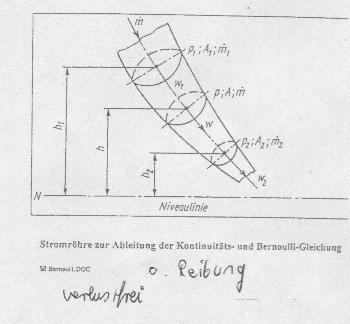 ṁ
p₁; A₁; ṁ₁
w₁
p; A; ṁ
h₁
w
h
p₂; A₂; ṁ₂
h₂
w₂
N
Niveaulinie
Stromröhre zur Ableitung der Kontinuitäts- und Bernoulli-Gleichung
Bernoull.DOC
o. Reibung
verlustfrei